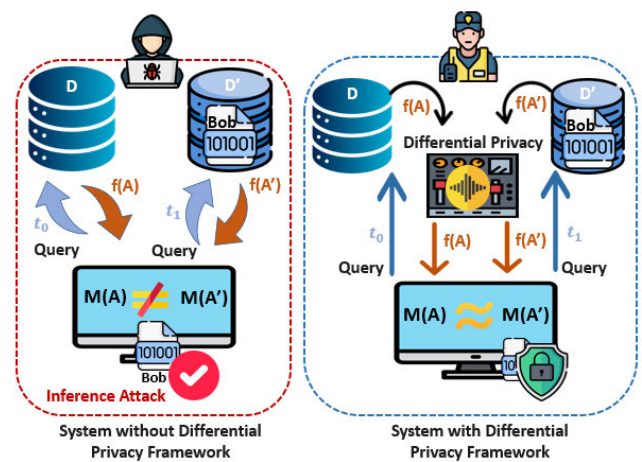 D
D'
Bob
101001
f(A)
f(A')
t0
t1
Query
Query
M(A)
M(A')
101001
Bob
Inference Attack
System without Differential
Privacy Framework
D
D'
f(A)
f(A')
Bob
101001
Differential Privacy
t0
f(A)
f(A')
t1
Query
Query
M(A) ≈ M(A')
System with Differential
Privacy Framework